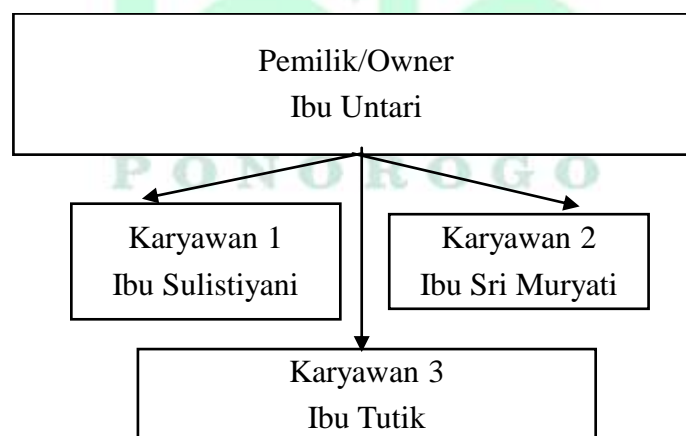 Pemilik/Owner
Ibu Untari
PONOROGO
Karyawan 1
Ibu Sulistiyani
Karyawan 2
Ibu Sri Muryati
Karyawan 3
Ibu Tutik